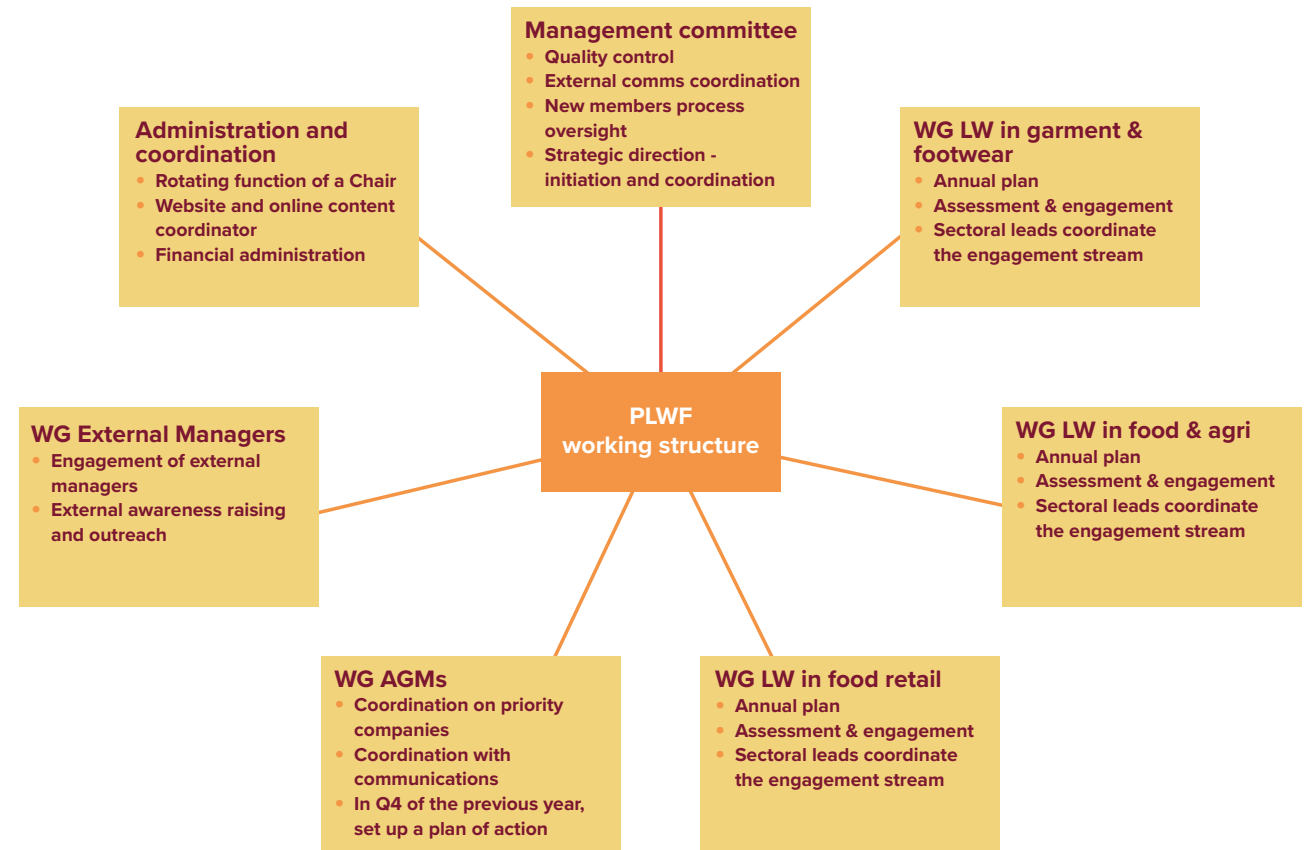 Management committee
• Quality control
• External comms coordination
• New members process
oversight
• Strategic direction -
initiation and coordination
Administration and
coordination
• Rotating function of a Chair
• Website and online content
coordinator
• Financial administration
WG LW in garment &
footwear
• Annual plan
• Assessment & engagement
• Sectoral leads coordinate
the engagement stream
PLWF
working structure
WG External Managers
• Engagement of external
managers
• External awareness raising
and outreach
WG LW in food & agri
• Annual plan
• Assessment & engagement
• Sectoral leads coordinate
the engagement stream
WG AGMs
• Coordination on priority
companies
• Coordination with
communications
• In Q4 of the previous year,
set up a plan of action
WG LW in food retail
• Annual plan
• Assessment & engagement
• Sectoral leads coordinate
the engagement stream